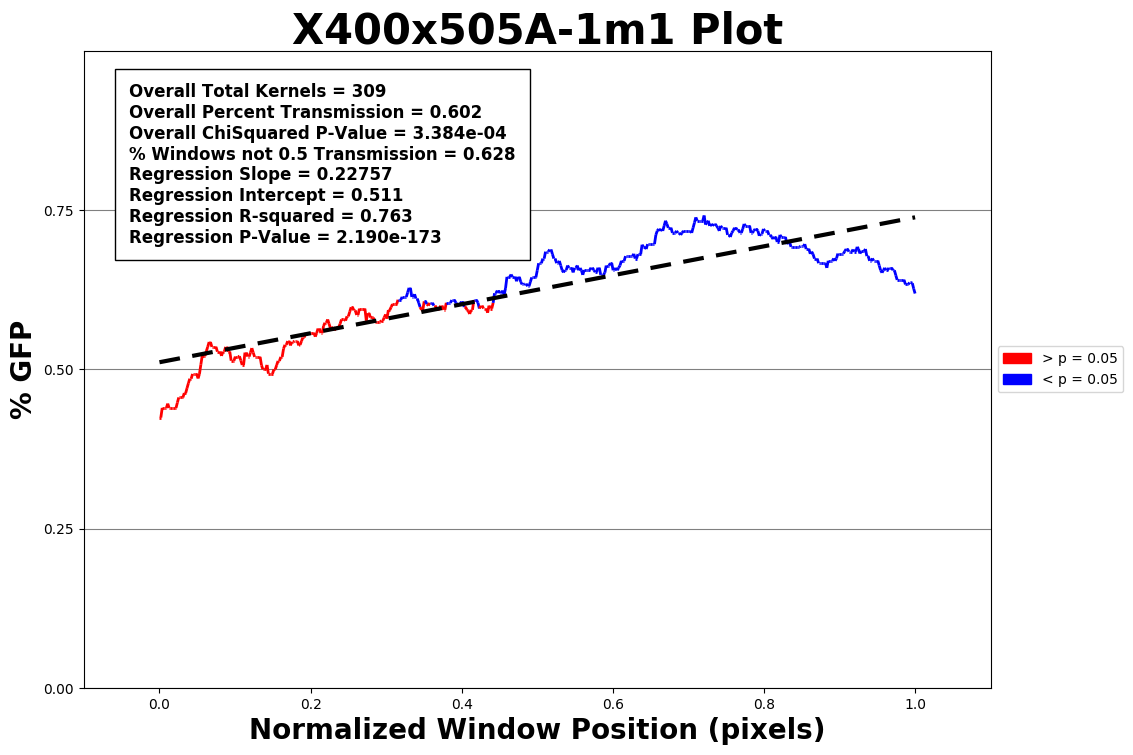 X400x505A-1m1 Plot
Overall Total Kernels = 309
Overall Percent Transmission = 0.602
Overall ChiSquared P-Value = 3.384e-04
% Windows not 0.5 Transmission = 0.628
Regression Slope = 0.22757
Regression Intercept = 0.511
Regression R-squared = 0.763
Regression P-Value = 2.190e-173
% GFP
0.75
0.50
0.25
0.00
> p = 0.05
< p = 0.05
0.0 0.2 0.4 0.6 0.8 1.0
Normalized Window Position (pixels)